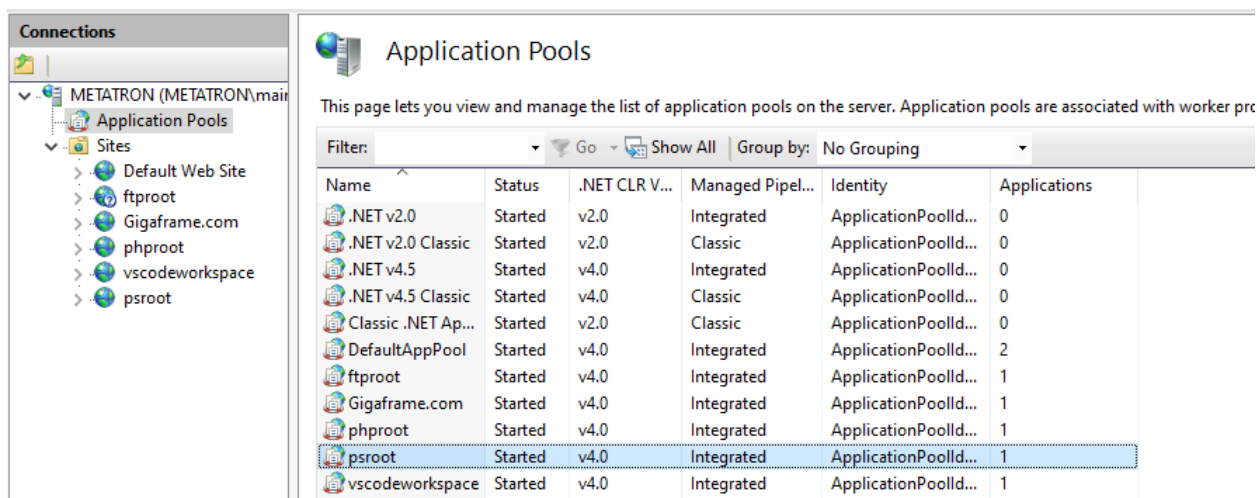 Connections
METATRON (METATRON\mair
Application Pools
Sites
Default Web Site
ftproot
Gigaframe.com
phproot
vscodeworkspace
psroot
Application Pools
This page lets you view and manage the list of application pools on the server. Application pools are associated with worker pro
Filter: Go Show All Group by: No Grouping
Name Status .NET CLR V... Managed Pipel... Identity Applications
.NET v2.0 Started v2.0 Integrated ApplicationPoolId... 0
.NET v2.0 Classic Started v2.0 Classic ApplicationPoolId... 0
.NET v4.5 Started v4.0 Integrated ApplicationPoolId... 0
.NET v4.5 Classic Started v4.0 Classic ApplicationPoolId... 0
Classic .NET Ap... Started v2.0 Classic ApplicationPoolId... 0
DefaultAppPool Started v4.0 Integrated ApplicationPoolId... 2
ftproot Started v4.0 Integrated ApplicationPoolId... 1
Gigaframe.com Started v4.0 Integrated ApplicationPoolId... 1
phproot Started v4.0 Integrated ApplicationPoolId... 1
psroot Started v4.0 Integrated ApplicationPoolId... 1
vscodeworkspace Started v4.0 Integrated ApplicationPoolId... 1